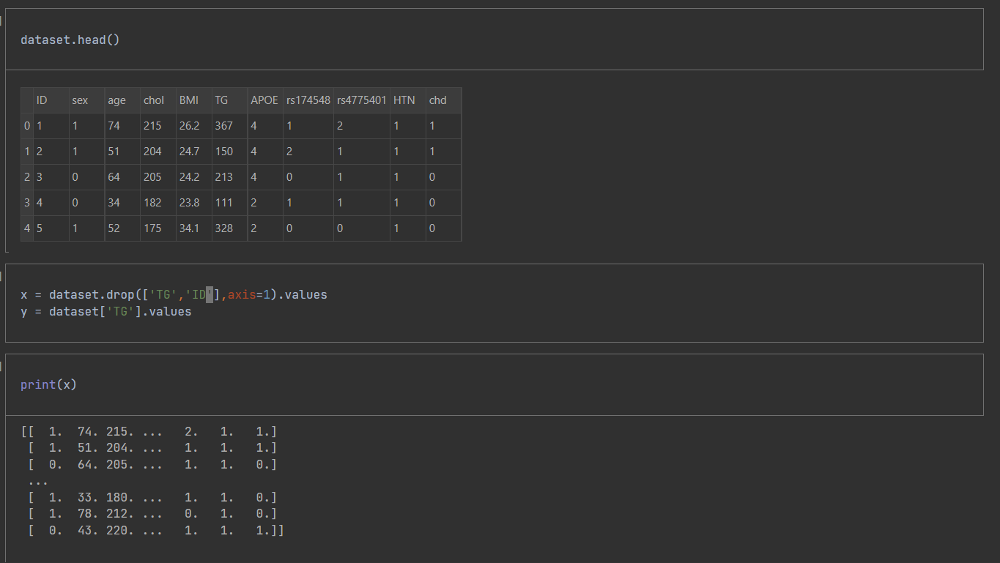 dataset.head()
ID sex age chol BMI TG APOE rs174548 rs4775401 HTN chd
0 1 1 74 215 26.2 367 4 1 2 1 1
1 2 1 51 204 24.7 150 4 2 1 1 1
2 3 0 64 205 24.2 213 4 0 1 1 0
3 4 0 34 182 23.8 111 2 1 1 1 0
4 5 1 52 175 34.1 328 2 0 0 1 0
x = dataset.drop(['TG','ID'],axis=1).values
y = dataset['TG'].values
print(x)
[[  1.  74. 215. ...   2.   1.   1.]
 [  1.  51. 204. ...   1.   1.   1.]
 [  0.  64. 205. ...   1.   1.   0.]
 ...
 [  1.  33. 180. ...   1.   1.   0.]
 [  1.  78. 212. ...   0.   1.   0.]
 [  0.  43. 220. ...   1.   1.   1.]]